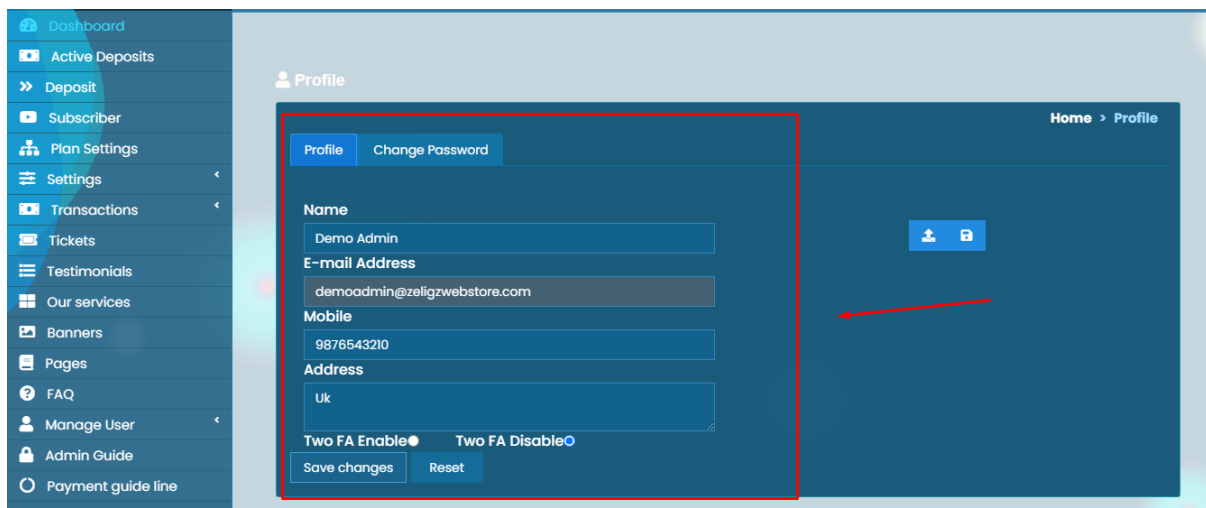 Dashboard
Active Deposits
Deposit
Subscriber
Plan Settings
Settings
Transactions
Tickets
Testimonials
Our services
Banners
Pages
FAQ
Manage User
Admin Guide
Payment guide line
Profile
Home > Profile
Profile Change Password
Name
Demo Admin
E-mail Address
demoadmin@zeligzwebstore.com
Mobile
9876543210
Address
Uk
Two FA Enable Two FA Disable
Save changes Reset